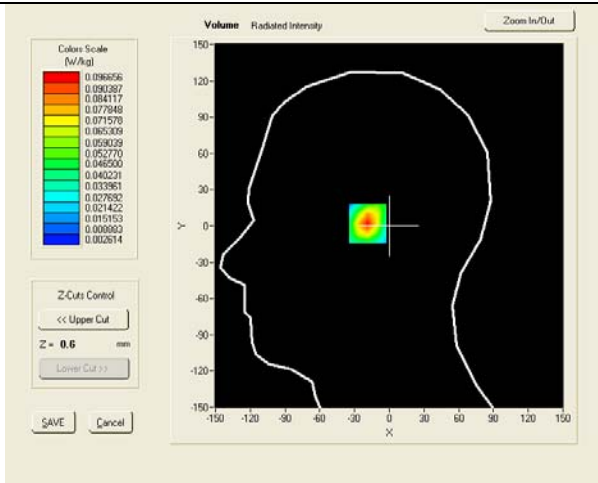 Volume Radiated Intensity
Zoom In/Out
Colors Scale
(W/kg)
0.096656
0.090387
0.084117
0.077848
0.071578
0.065309
0.059039
0.052770
0.046500
0.040231
0.033961
0.027692
0.021422
0.015153
0.008883
0.002614
Z-Cuts Control
<< Upper Cut
Z = 0.6 mm
Lower Cut >>
SAVE Cancel
150
120
90
60
30
0
-30
-60
-90
-120
-150
Y
-150 -120 -90 -60 -30 0 30 60 90 120 150
X